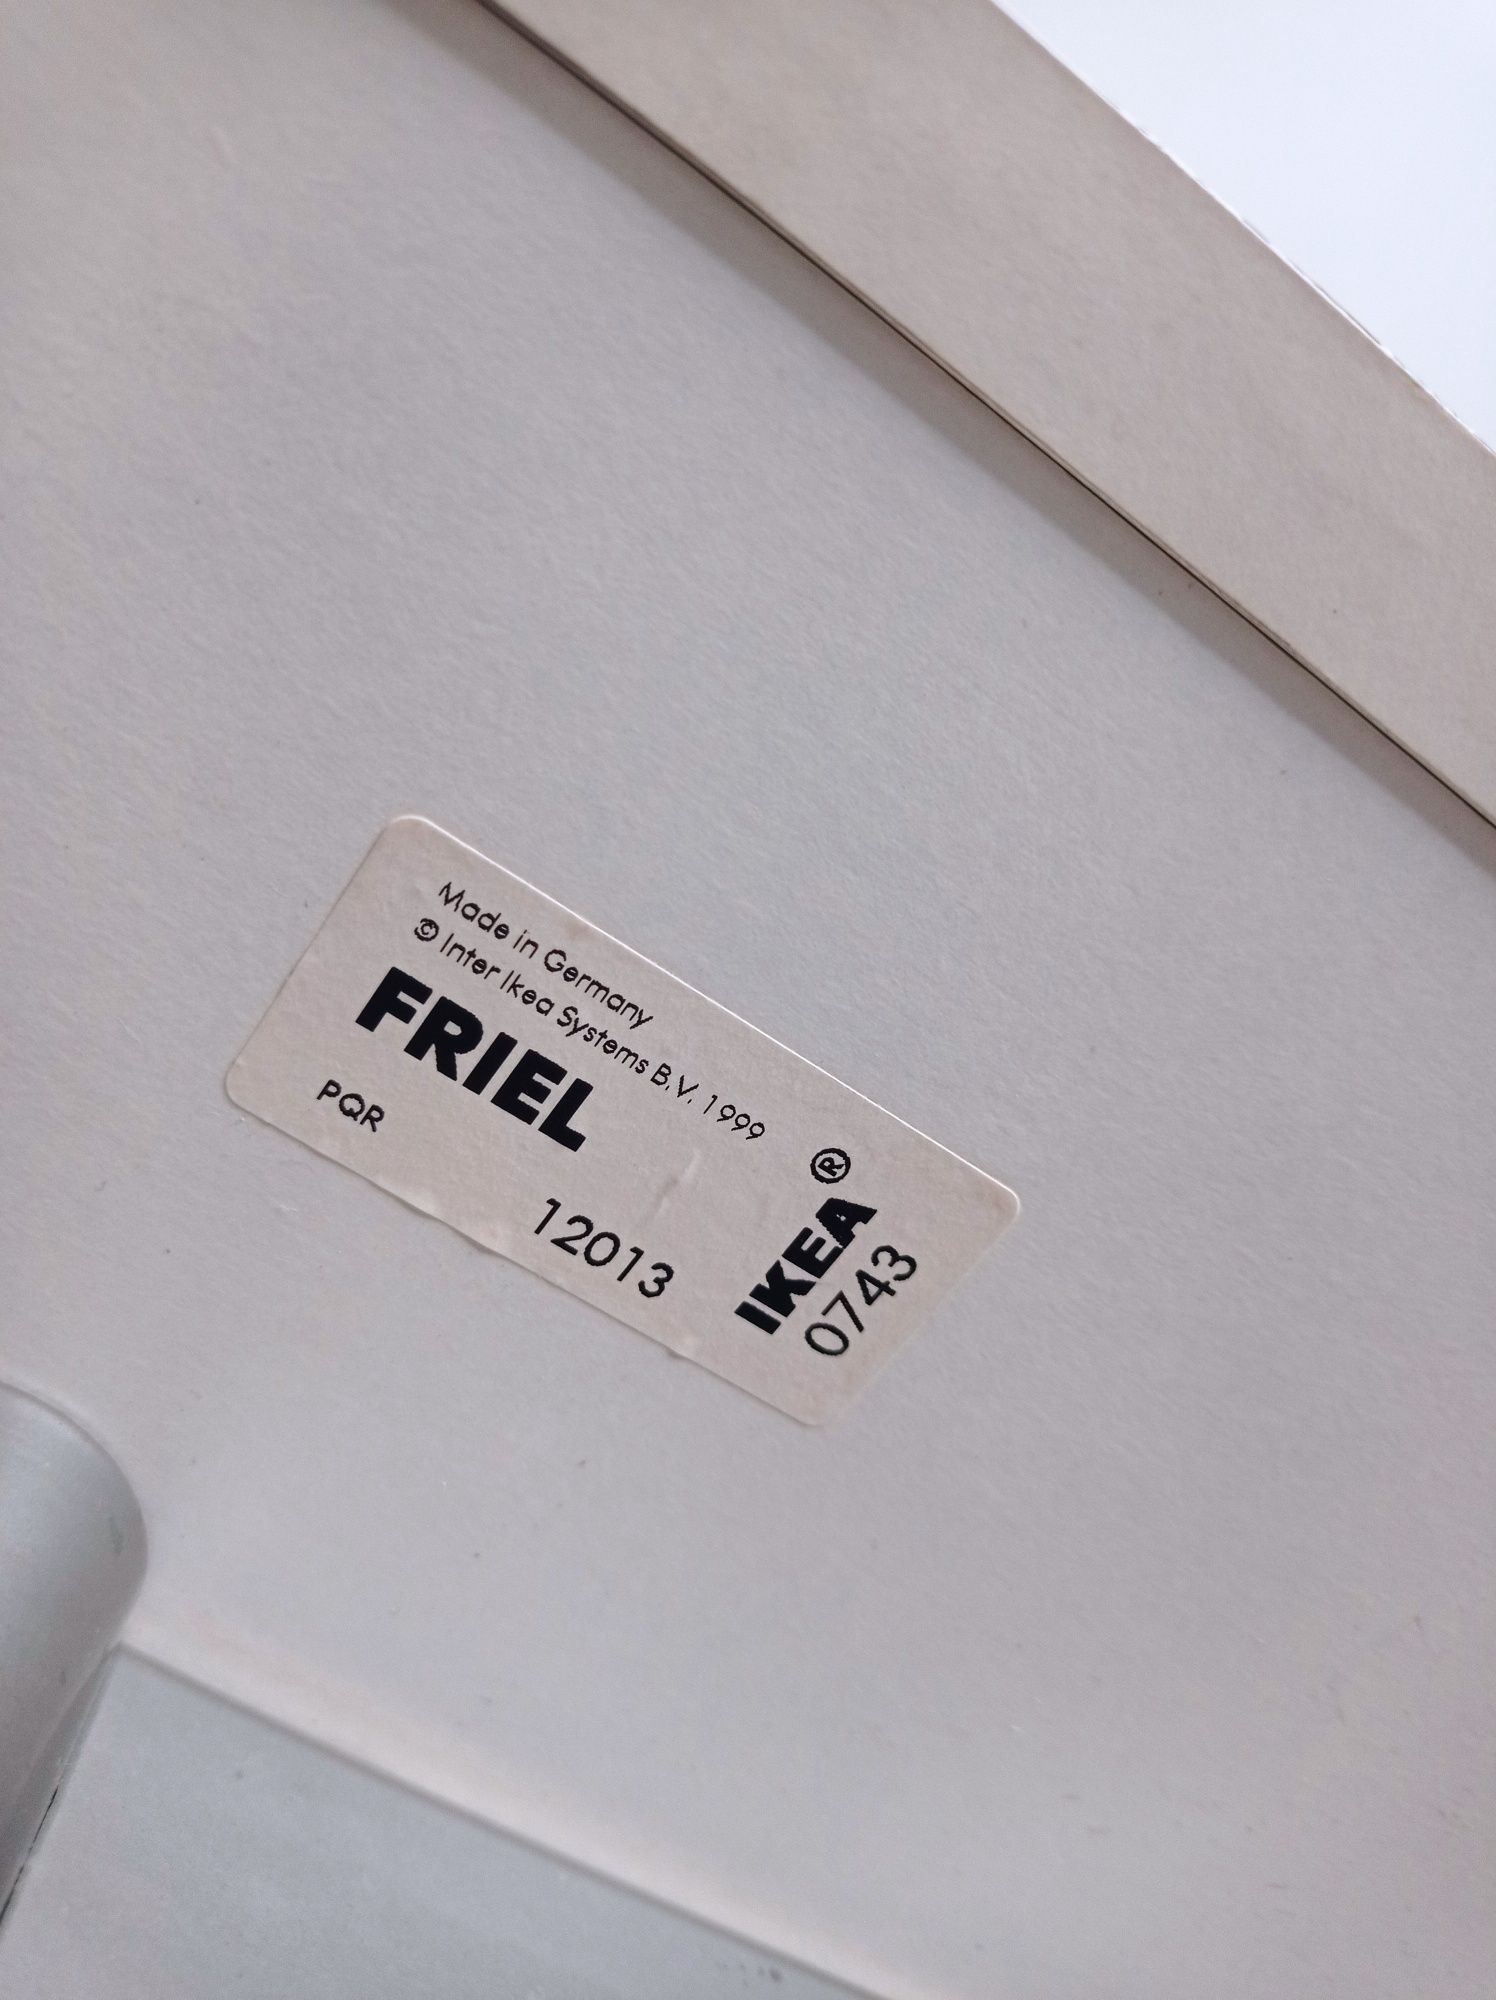 Made in Germany
© Inter Ikea Systems B.V. 1999
FRIEL
PQR
12013
IKEA®
0743